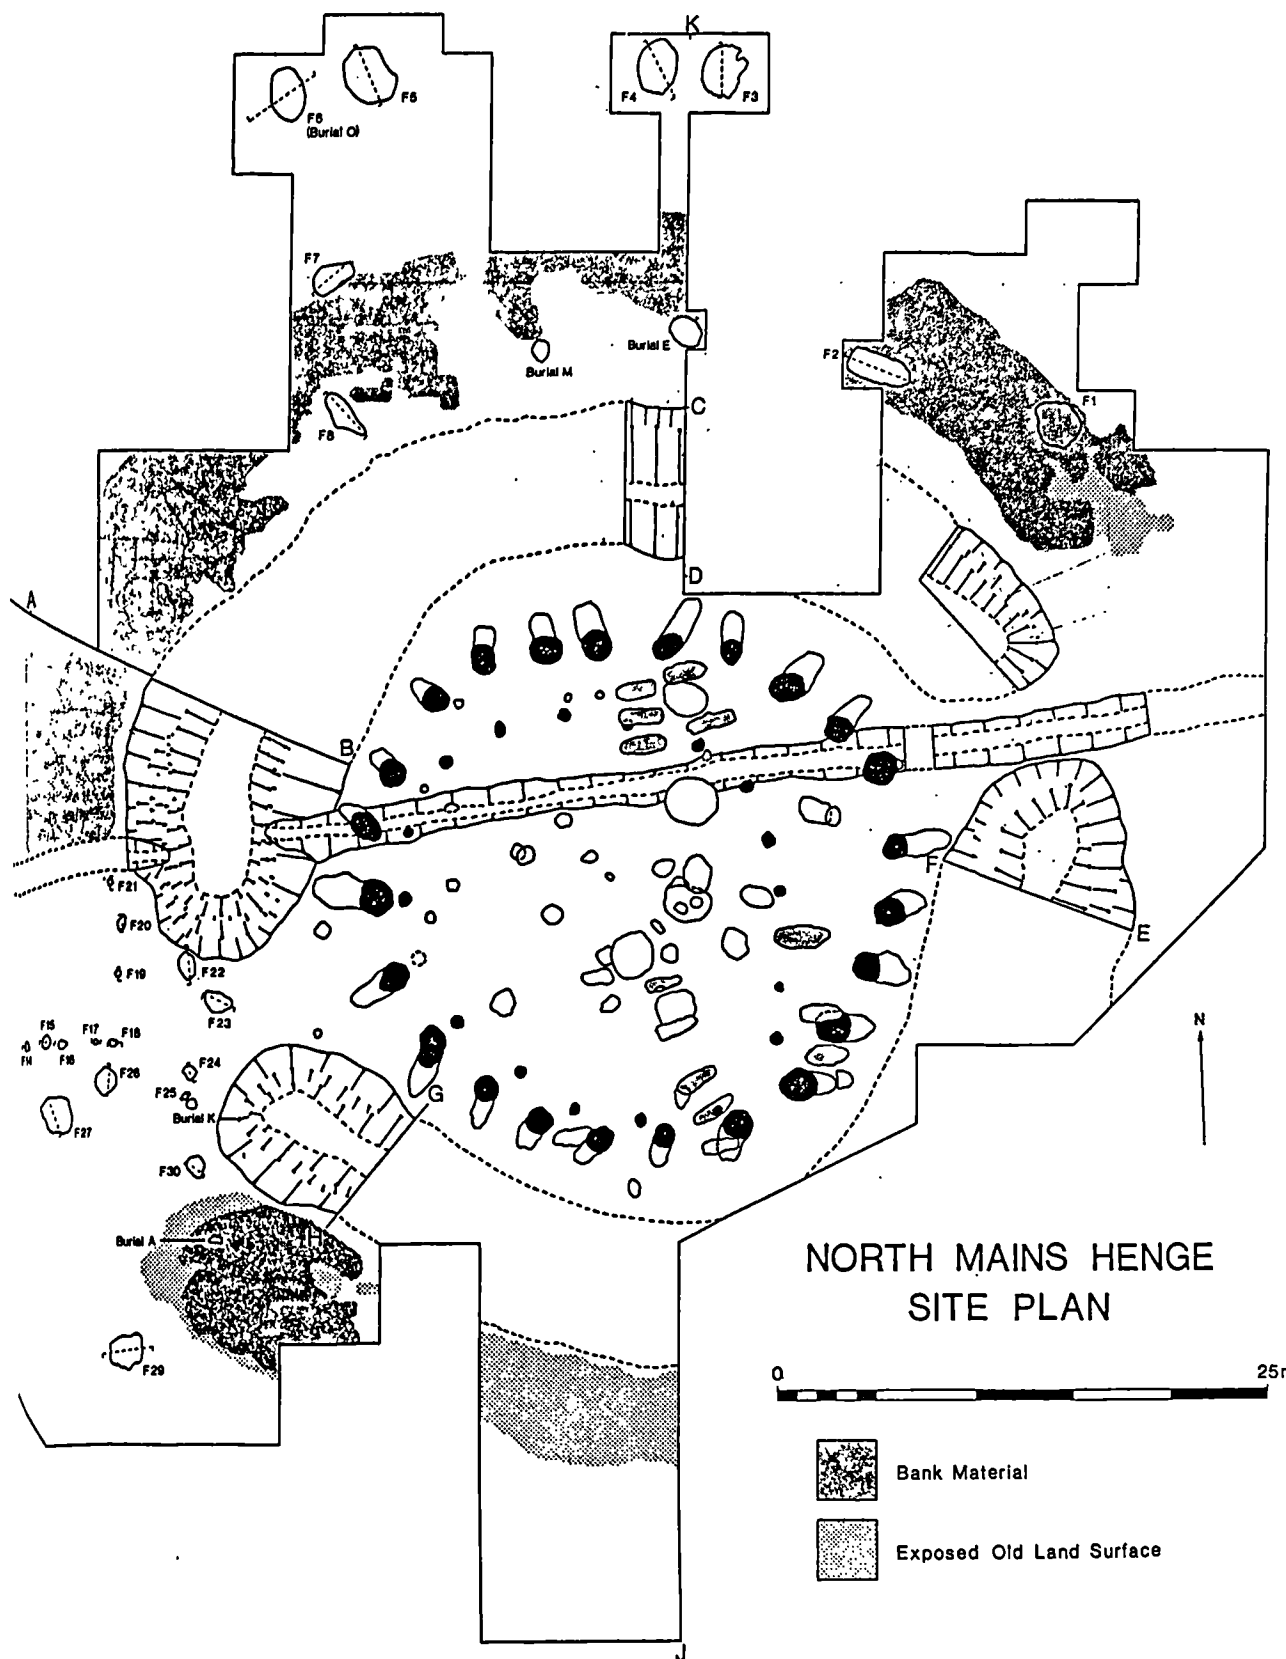 K
F5
F6
(Burial O)
F4
F3
F7
Burial E
Burial M
F2
F1
F8
C
D
A
B
F
E
F21
F20
F19
F22
F23
F15
F14
F16
F17
F18
F24
F26
F25
Burial K
F27
G
N
F30
Burial A
H
F29
NORTH MAINS HENGE
SITE PLAN
0
25m
Bank Material
Exposed Old Land Surface
J